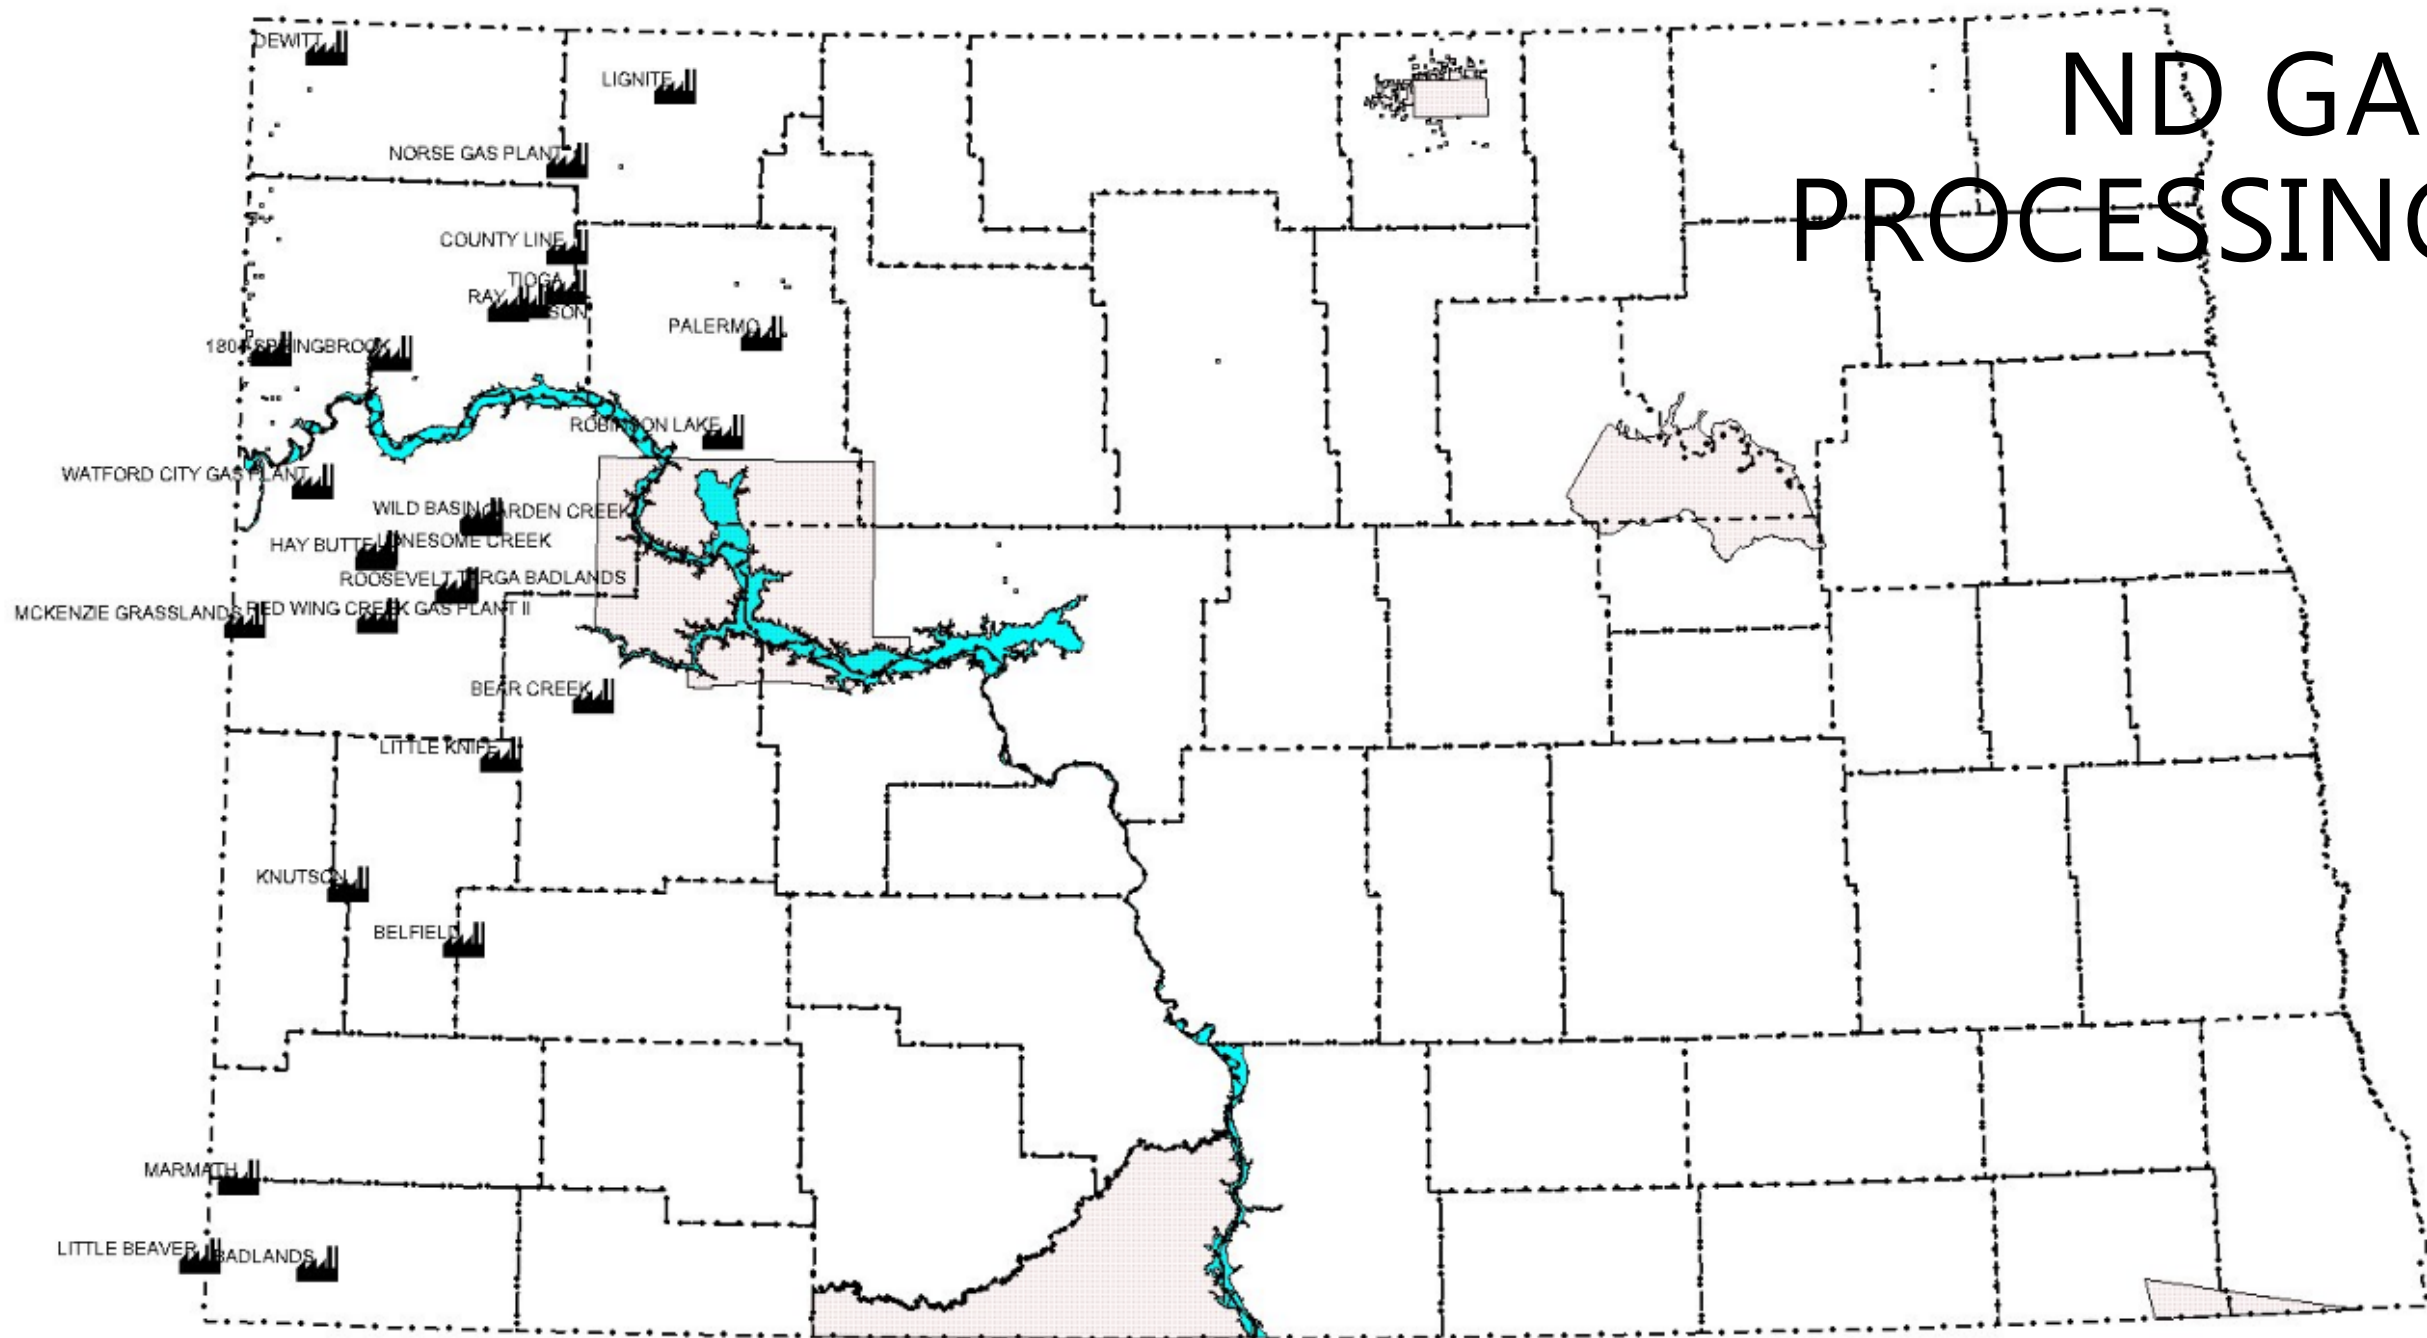 ND GA
PROCESSING
DEWITT
LIGNITE
NORSE GAS PLANT
COUNTY LINE
TIOGA
RAY
SON
PALERMO
SPRINGBROOK
ROBINSON LAKE
WATFORD CITY GAS PLANT
WILD BASIN
GARDEN CREEK
HAY BUTTE
LONESOME CREEK
ROOSEVELT
TARGA BADLANDS
MCKENZIE GRASSLANDS
RED WING CREEK GAS PLANT II
BEAR CREEK
LITTLE KNIFE
KNUTSON
BELFIELD
MARMATH
LITTLE BEAVER
BADLANDS